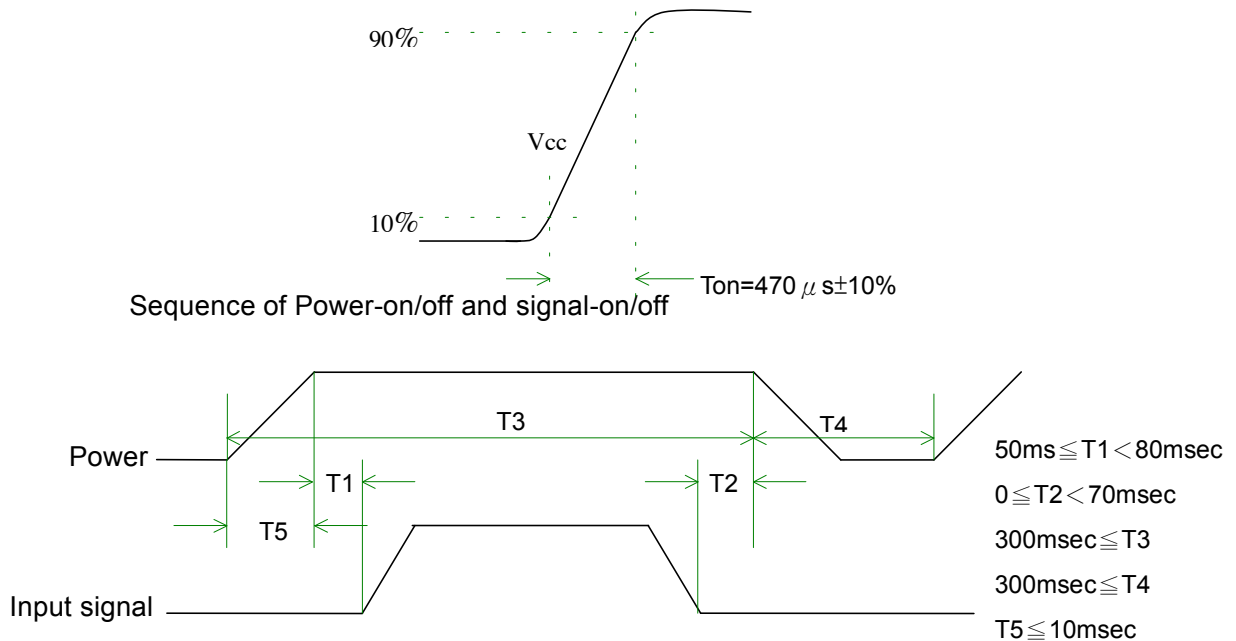 90%
Vcc
10%
Ton=470 μ s±10%
Sequence of Power-on/off and signal-on/off
T3
T4
Power
T1
T2
T5
Input signal
50ms≦T1<80msec
0≦T2<70msec
300msec≦T3
300msec≦T4
T5≦10msec